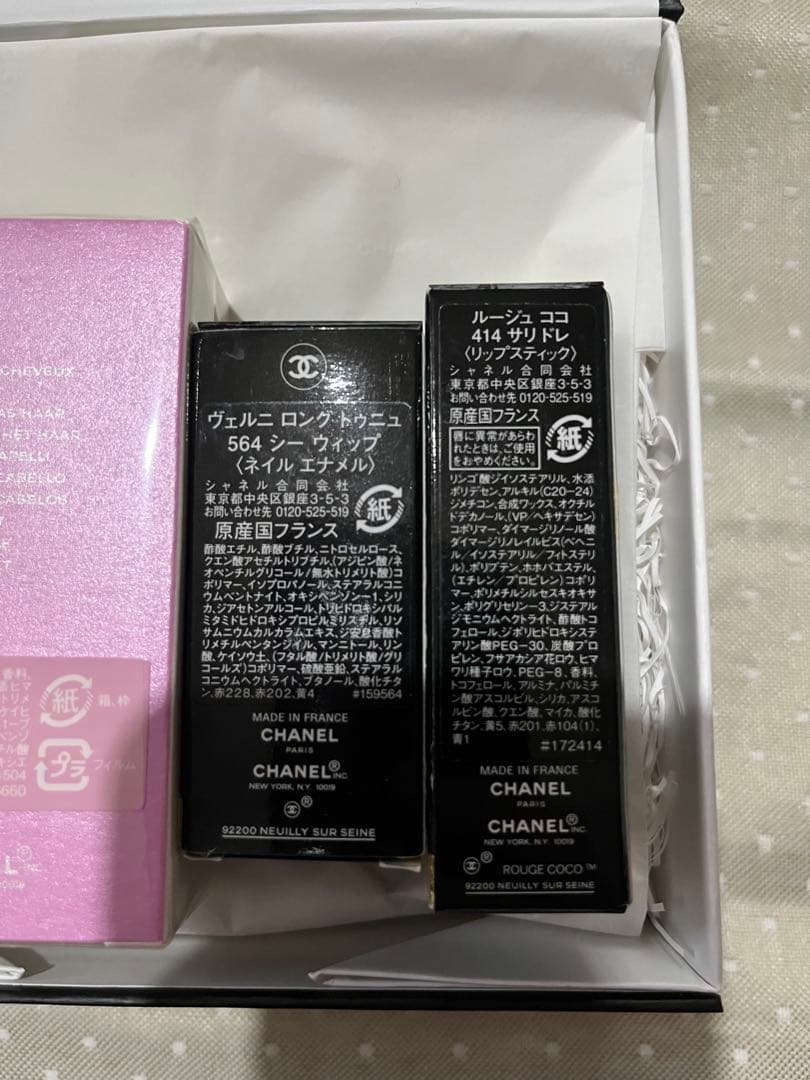 CHEVEUX
HAAR
HET HAAR
CABELLO
CABELOS
香料、
紙
箱、枠
プラ
フィルム
ヴェルニ ロング トゥニュ
564 シー ウィップ
〈ネイル エナメル〉
シャネル合同会社
東京都中央区銀座3-5-3
お問い合わせ先 0120-525-519
紙
原産国フランス
酢酸エチル、酢酸ブチル、ニトロセルロース、
クエン酸アセチルトリブチル、(アジピン酸/ネ
オペンチルグリコール/無水トリメリト酸)コ
ポリマー、イソプロパノール、ステアラルコニ
ウムベントナイト、オキシベンゾン-1、シリ
カ、ジアセトンアルコール、トリヒドロキシパル
ミタミドヒドロキシプロピルミリスチル、リソ
サムニウムカルカラムエキス、ジ安息香酸トリ
メチルペンタンジイル、マンニトール、リン
酸、ケイソウ土、(フタル酸/トリメリト酸/グリ
コールズ)コポリマー、硫酸亜鉛、ステアラル
コニウムヘクトライト、ブタノール、酸化チタ
ン、赤228、赤202、黄4 #159564
MADE IN FRANCE
CHANEL
PARIS
CHANEL® INC.
NEW YORK, N.Y. 10019
®
92200 NEUILLY SUR SEINE
ルージュ ココ
414 サリドレ
〈リップスティック〉
シャネル合同会社
東京都中央区銀座3-5-3
お問い合わせ先 0120-525-519
原産国フランス
唇に異常があらわ
れたときは、ご使用
をおやめください。
紙
リンゴ酸ジイソステアリル、水添
ポリデセン、アルキル(C20-24)
ジメチコン、合成ワックス、オクチル
ドデカノール、(VP/ヘキサデセン)
コポリマー、ダイマージリノール酸
ダイマージリノレイルビス(ベヘニ
ル/イソステアリル/フィトステリ
ル)、ポリブテン、ホホバエステル、
(エチレン/プロピレン)コポリ
マー、ポリメチルシルセスキオキサ
ン、ポリグリセリン-3、ジステアル
ジモニウムヘクトライト、酢酸ト
コフェロール、ジポリヒドロキシステ
アリン酸PEG-30、炭酸プロ
ピレン、フサアカシア花ロウ、ヒマ
ワリ種子ロウ、PEG-8、香料、
トコフェロール、アルミナ、パルミチ
ン酸アスコルビル、シリカ、アスコ
ルビン酸、クエン酸、マイカ、酸化
チタン、黄5、赤201、赤104(1)、
青1
#172414
MADE IN FRANCE
CHANEL
PARIS
CHANEL® INC.
NEW YORK, N.Y. 10019
® ROUGE COCO™
92200 NEUILLY SUR SEINE